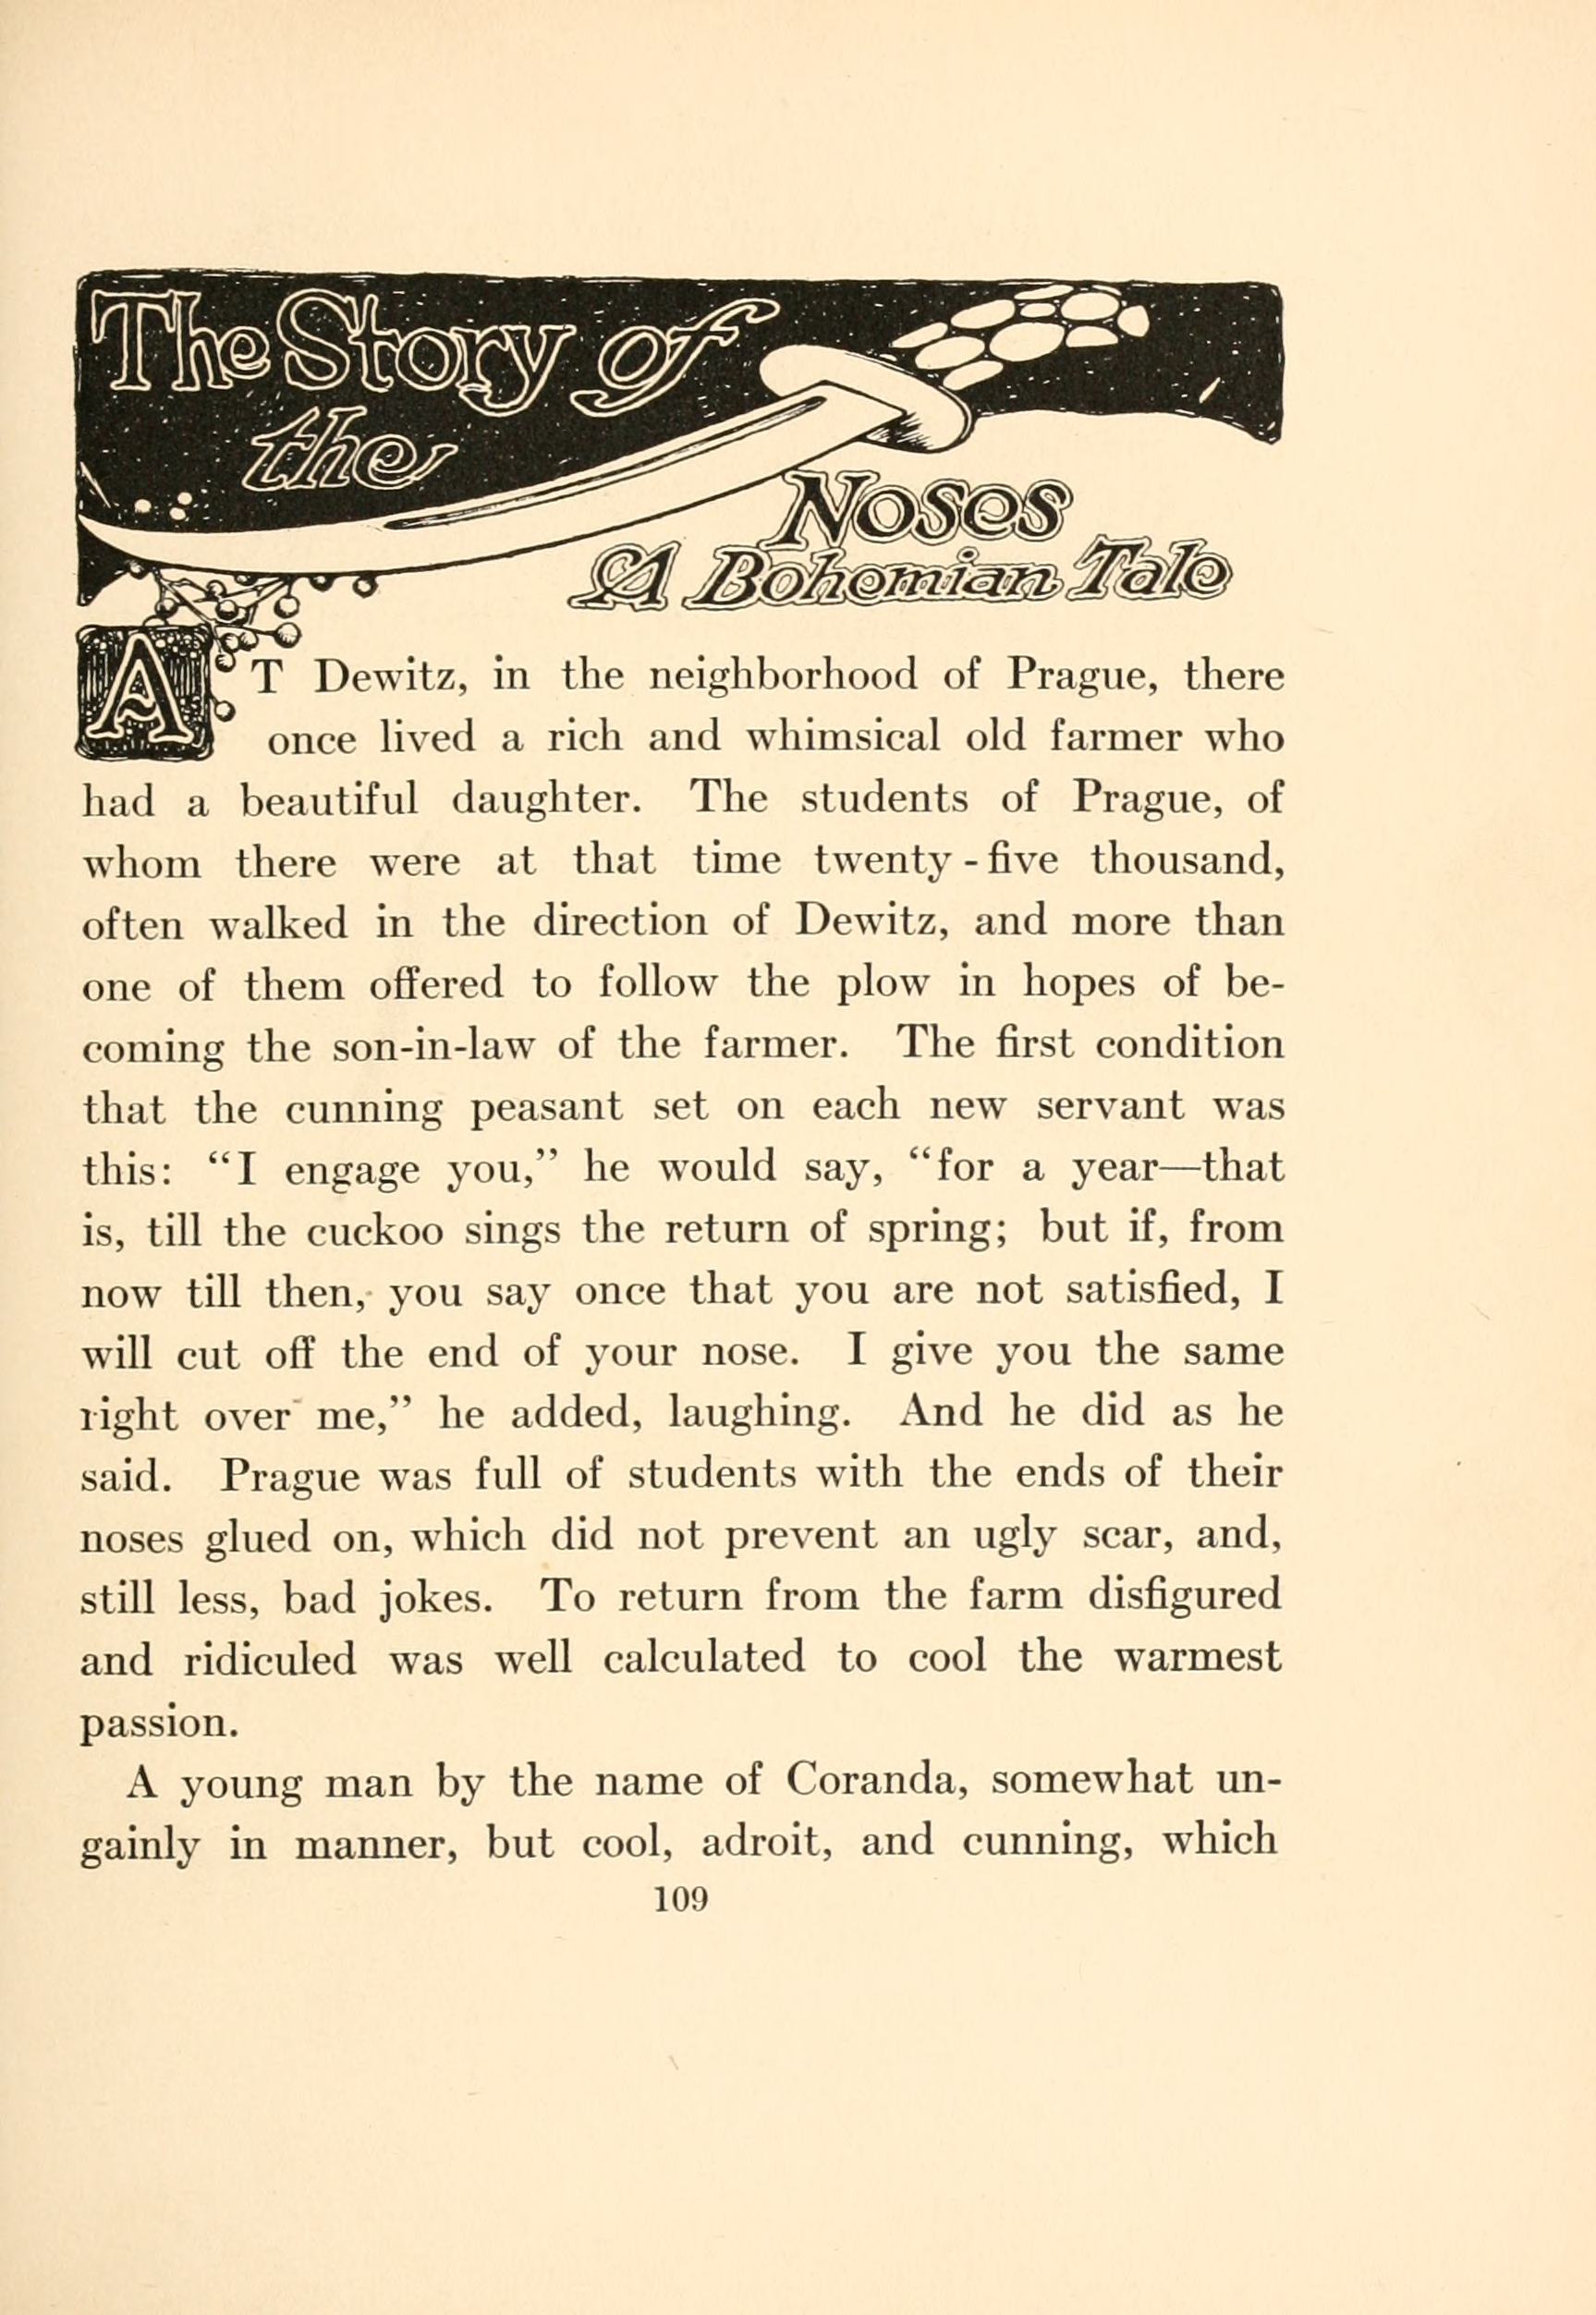 The Story of
the
Noses
A Bohemian Tale
AT Dewitz, in the neighborhood of Prague, there
once lived a rich and whimsical old farmer who
had a beautiful daughter. The students of Prague, of
whom there were at that time twenty-five thousand,
often walked in the direction of Dewitz, and more than
one of them offered to follow the plow in hopes of be-
coming the son-in-law of the farmer. The first condition
that the cunning peasant set on each new servant was
this: “I engage you,” he would say, “for a year—that
is, till the cuckoo sings the return of spring; but if, from
now till then, you say once that you are not satisfied, I
will cut off the end of your nose. I give you the same
right over me,” he added, laughing. And he did as he
said. Prague was full of students with the ends of their
noses glued on, which did not prevent an ugly scar, and,
still less, bad jokes. To return from the farm disfigured
and ridiculed was well calculated to cool the warmest
passion.
A young man by the name of Coranda, somewhat un-
gainly in manner, but cool, adroit, and cunning, which
109